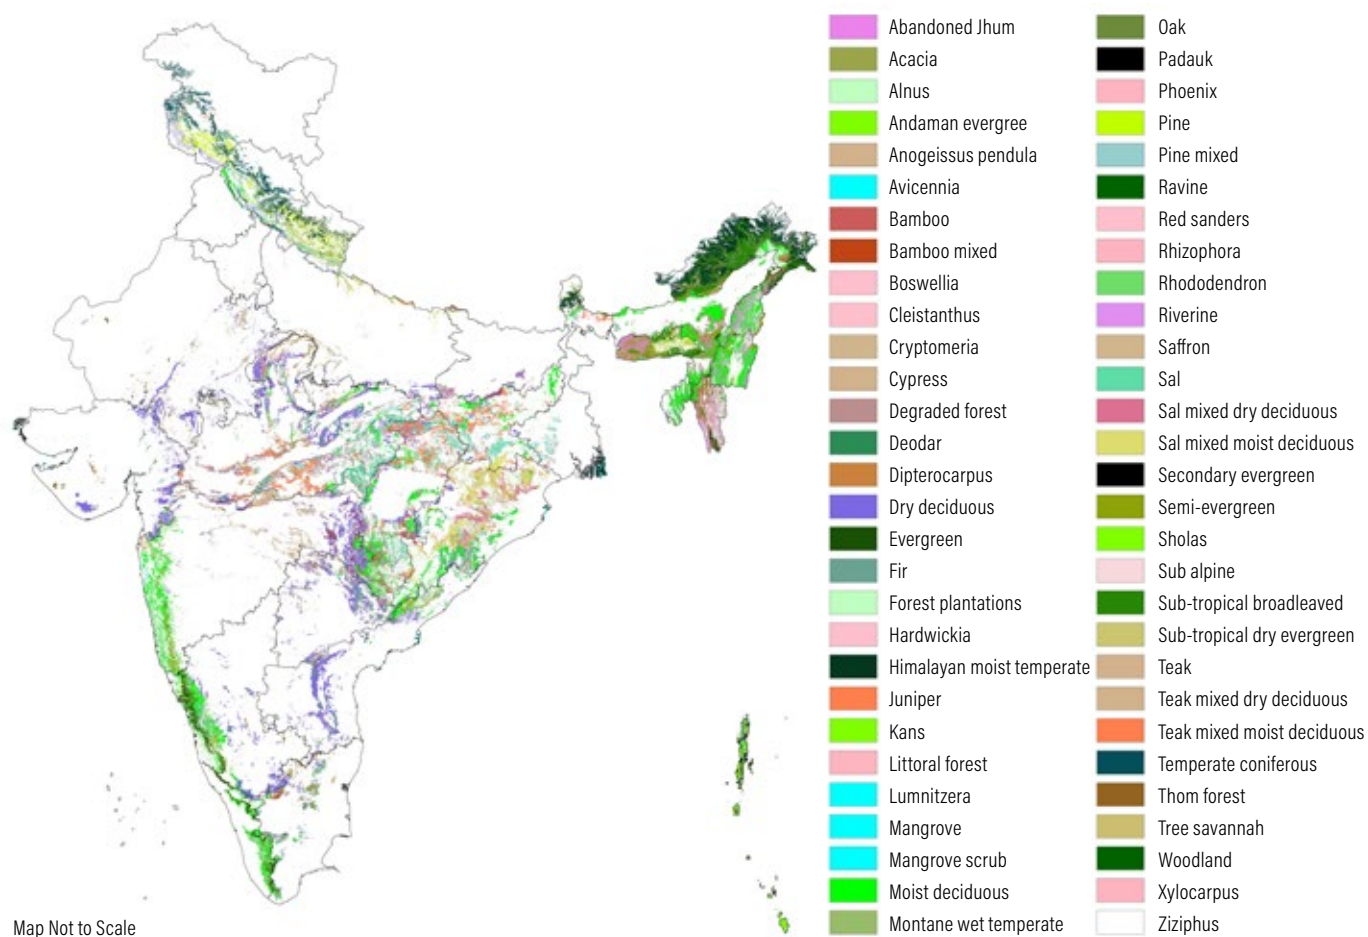 Abandoned Jhum
Acacia
Alnus
Andaman evergree
Anogeissus pendula
Avicennia
Bamboo
Bamboo mixed
Boswellia
Cleistanthus
Cryptomeria
Cypress
Degraded forest
Deodar
Dipterocarpus
Dry deciduous
Evergreen
Fir
Forest plantations
Hardwickia
Himalayan moist temperate
Juniper
Kans
Littoral forest
Lumnitzera
Mangrove
Mangrove scrub
Moist deciduous
Montane wet temperate
Oak
Padauk
Phoenix
Pine
Pine mixed
Ravine
Red sanders
Rhizophora
Rhododendron
Riverine
Saffron
Sal
Sal mixed dry deciduous
Sal mixed moist deciduous
Secondary evergreen
Semi-evergreen
Sholas
Sub alpine
Sub-tropical broadleaved
Sub-tropical dry evergreen
Teak
Teak mixed dry deciduous
Teak mixed moist deciduous
Temperate coniferous
Thom forest
Tree savannah
Woodland
Xylocarpus
Ziziphus
Map Not to Scale